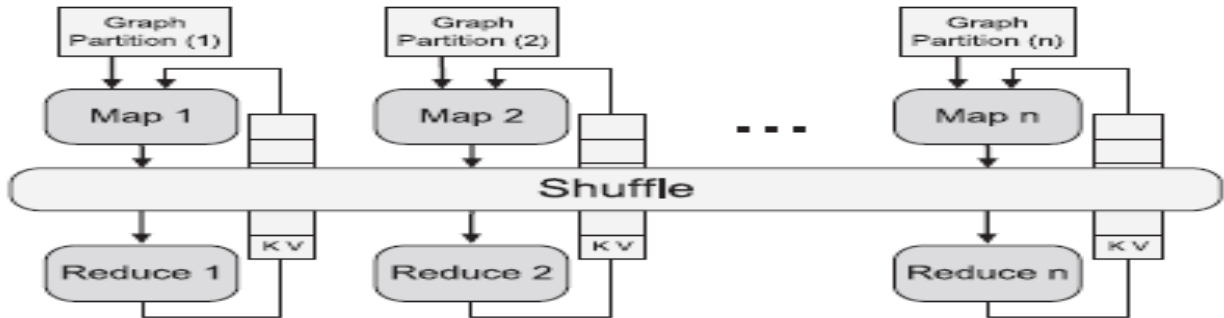 Graph
Partition (1)
Graph
Partition (2)
Graph
Partition (n)
Map 1
Map 2
...
Map n
Shuffle
K V
K V
K V
Reduce 1
Reduce 2
Reduce n